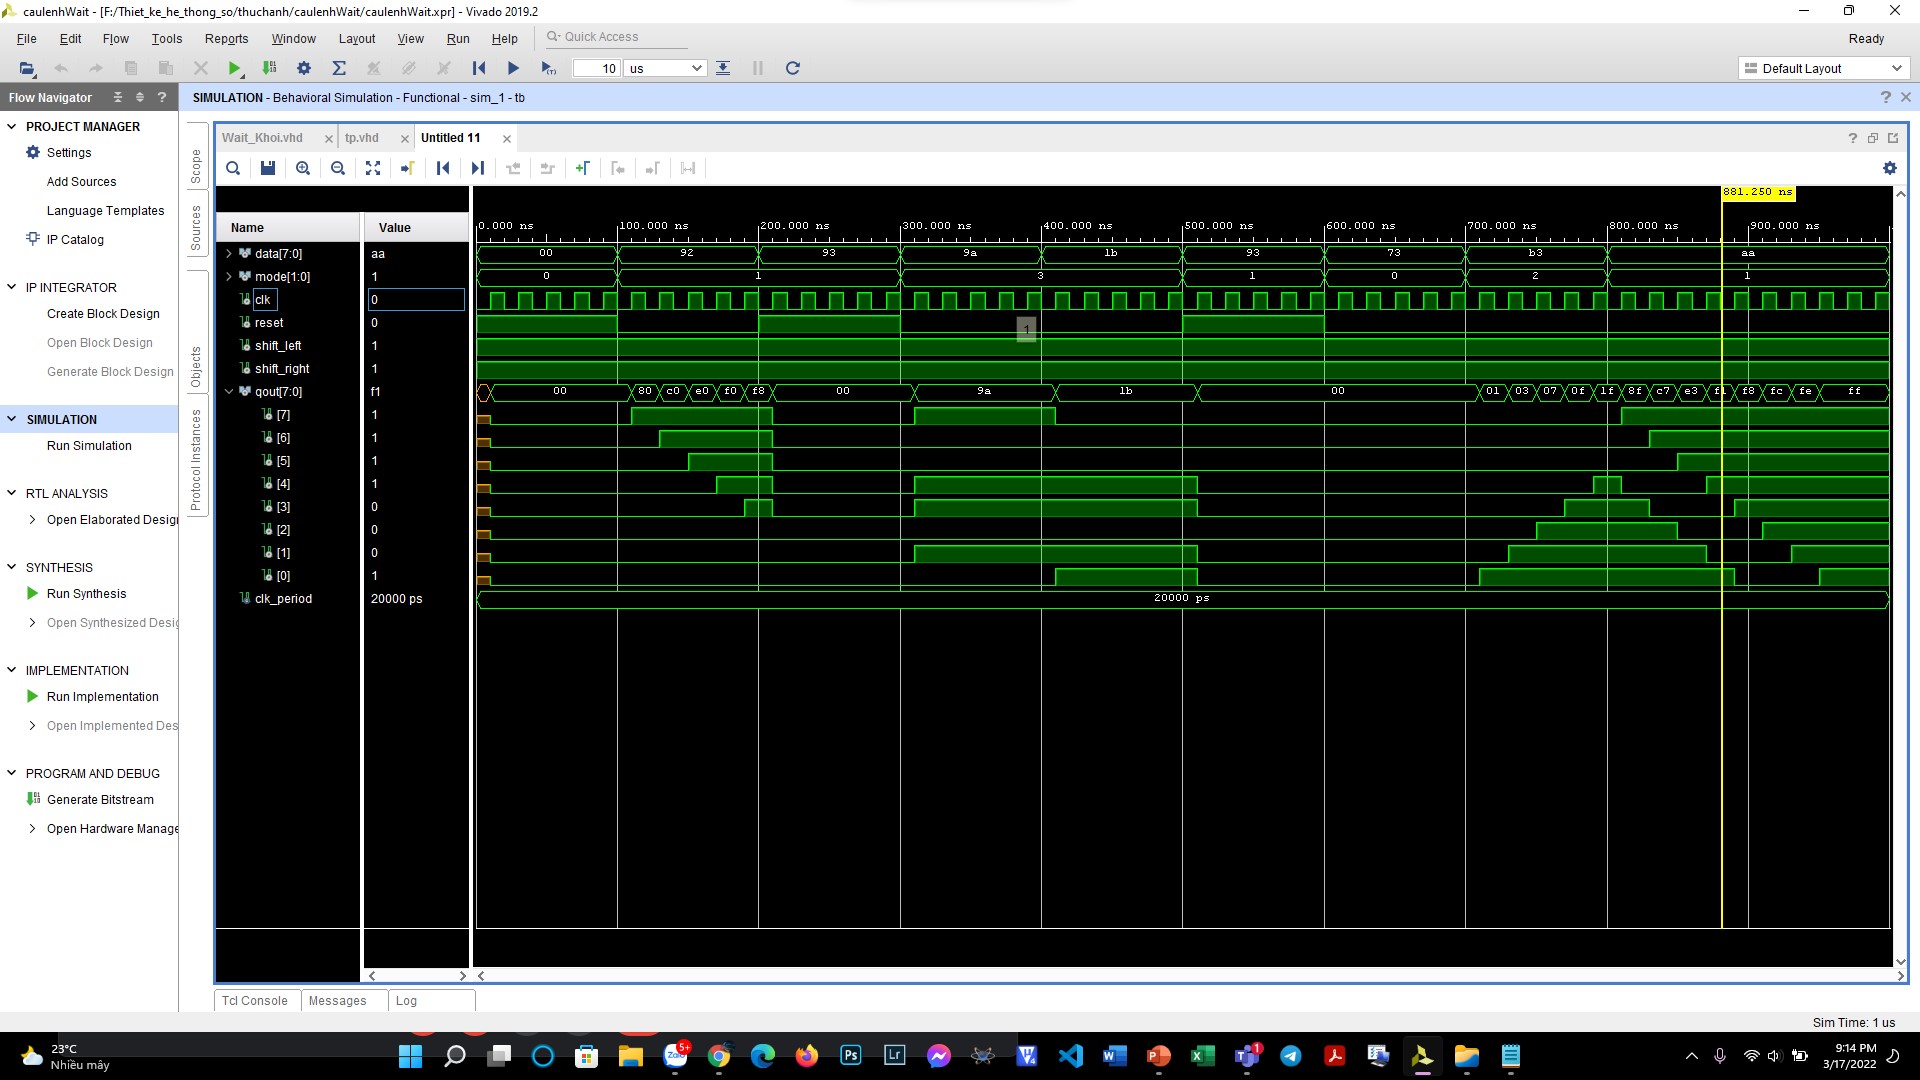 caulenhWait - [F:/Thiet_ke_he_thong_so/thuchanh/caulenhWait/caulenhWait.xpr] - Vivado 2019.2
File Edit Flow Tools Reports Window Layout View Run Help Quick Access
Ready
10 us
Default Layout
Flow Navigator
SIMULATION - Behavioral Simulation - Functional - sim_1 - tb
PROJECT MANAGER
Settings
Add Sources
Language Templates
IP Catalog
IP INTEGRATOR
Create Block Design
Open Block Design
Generate Block Design
SIMULATION
Run Simulation
RTL ANALYSIS
Open Elaborated Desig
SYNTHESIS
Run Synthesis
Open Synthesized Desig
IMPLEMENTATION
Run Implementation
Open Implemented Des
PROGRAM AND DEBUG
Generate Bitstream
Open Hardware Manage
Scope
Sources
Objects
Protocol Instances
Wait_Khoi.vhd tp.vhd Untitled 11
881.250 ns
Name Value
0.000 ns 100.000 ns 200.000 ns 300.000 ns 400.000 ns 500.000 ns 600.000 ns 700.000 ns 800.000 ns 900.000 ns
data[7:0] aa 00 92 93 9a 1b 93 73 b3 aa
mode[1:0] 1 0 1 3 1 0 2 1
clk 0
reset 0 1
shift_left 1
shift_right 1
qout[7:0] f1 00 80 c0 e0 f0 f8 00 9a 1b 00 01 03 07 0f 1f 8f c7 e3 f1 f8 fc fe ff
[7] 1
[6] 1
[5] 1
[4] 1
[3] 0
[2] 0
[1] 0
[0] 1
clk_period 20000 ps 20000 ps
Tcl Console Messages Log
Sim Time: 1 us
23°C
Nhiều mây
Zalo 5+
Ps
Lr
1
9:14 PM
3/17/2022